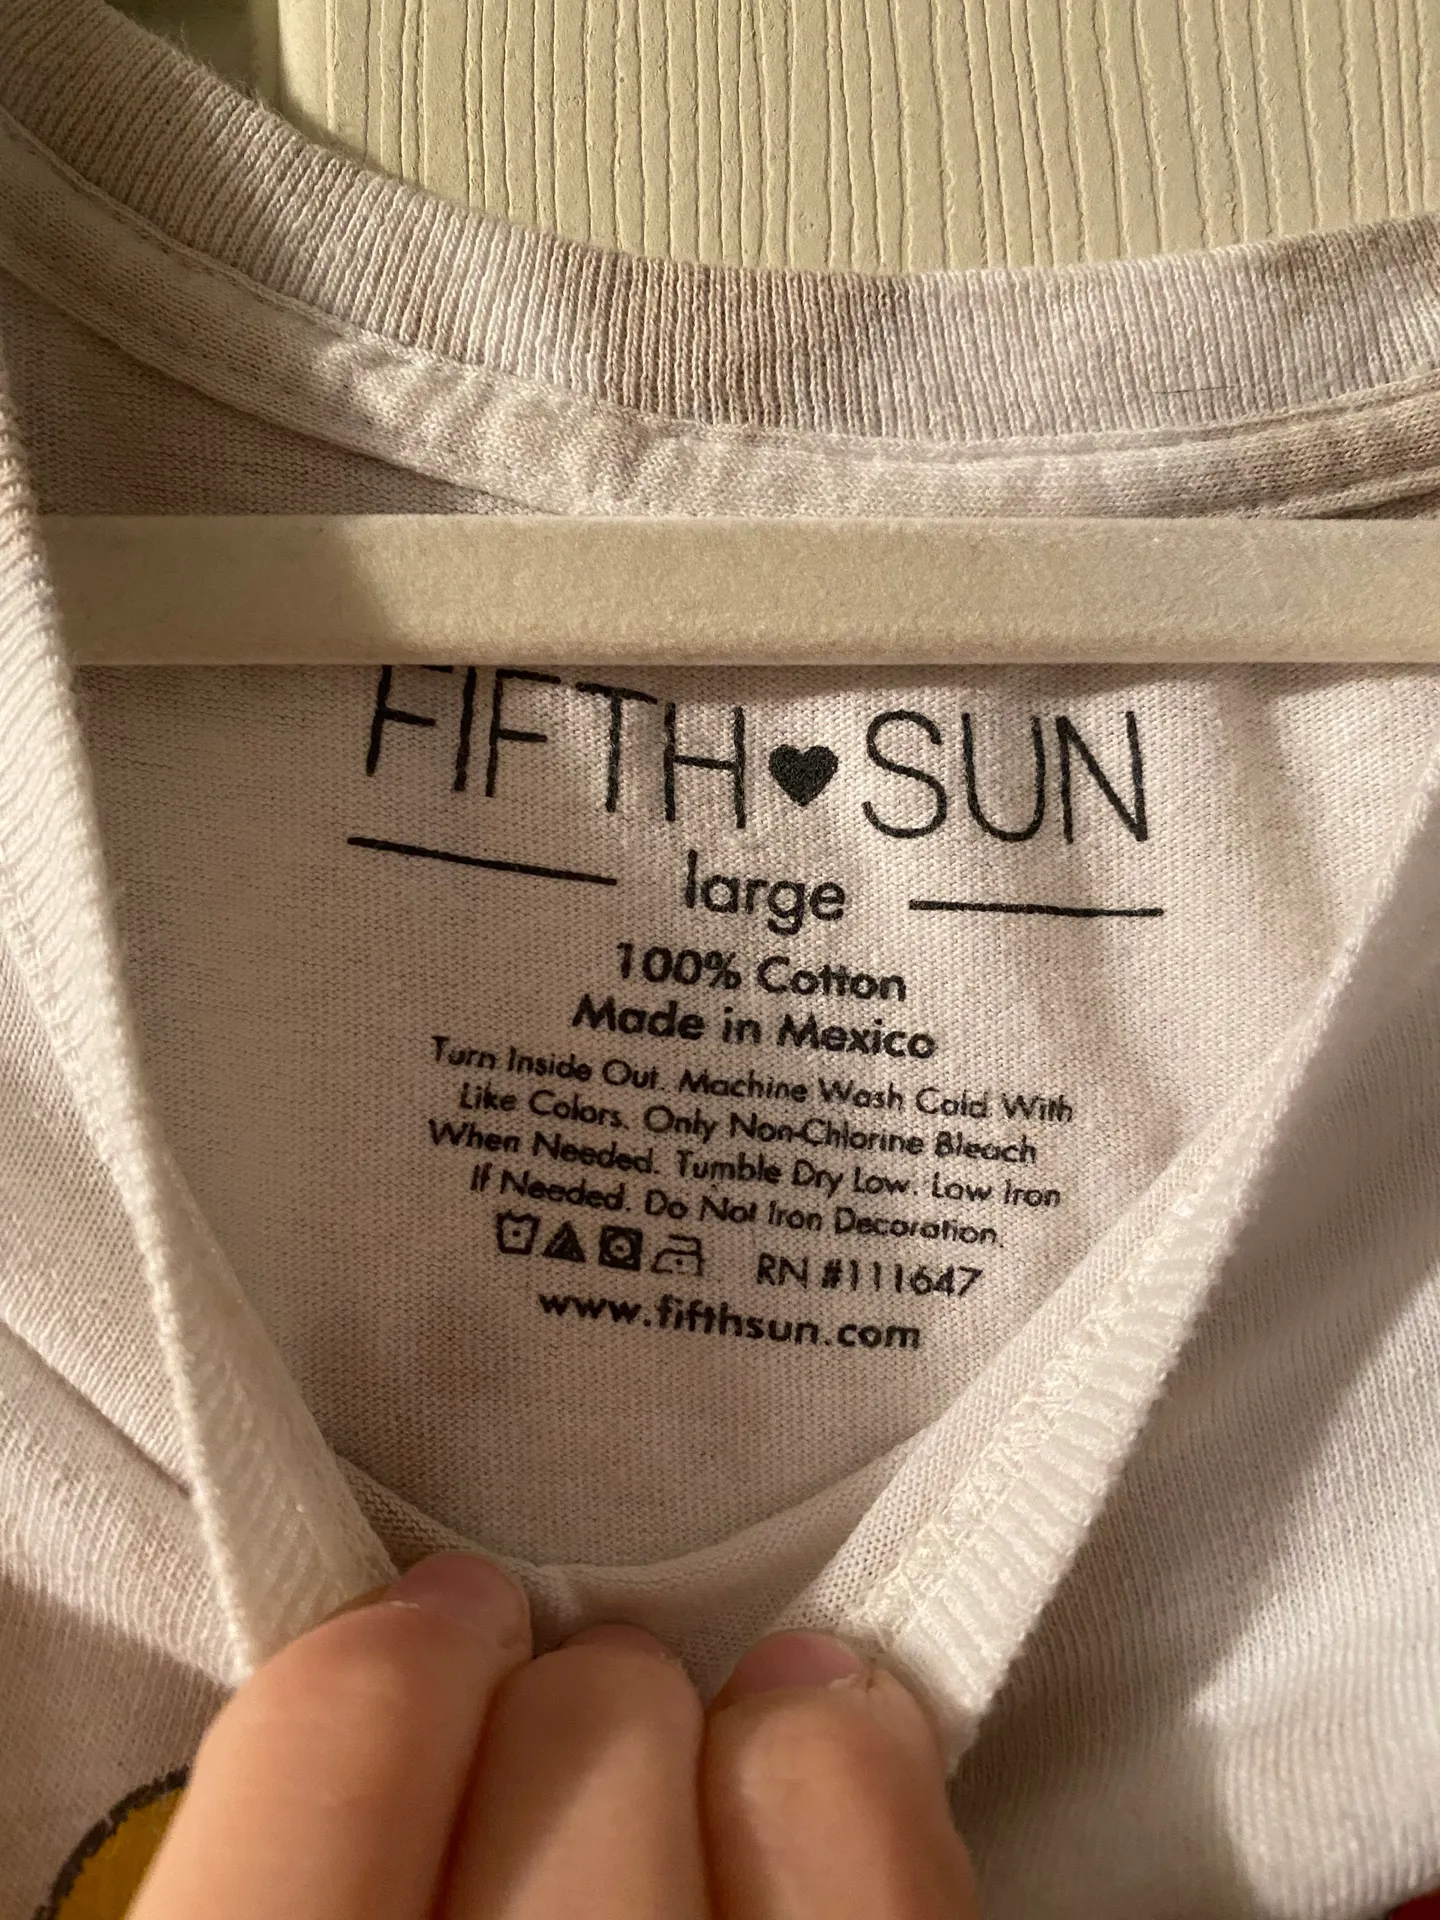 FIFTH♥SUN
large
100% Cotton
Made in Mexico
Turn Inside Out. Machine Wash Cold With
Like Colors. Only Non-Chlorine Bleach
When Needed. Tumble Dry Low. Low Iron
If Needed. Do Not Iron Decoration.
RN #111647
www.fifthsun.com